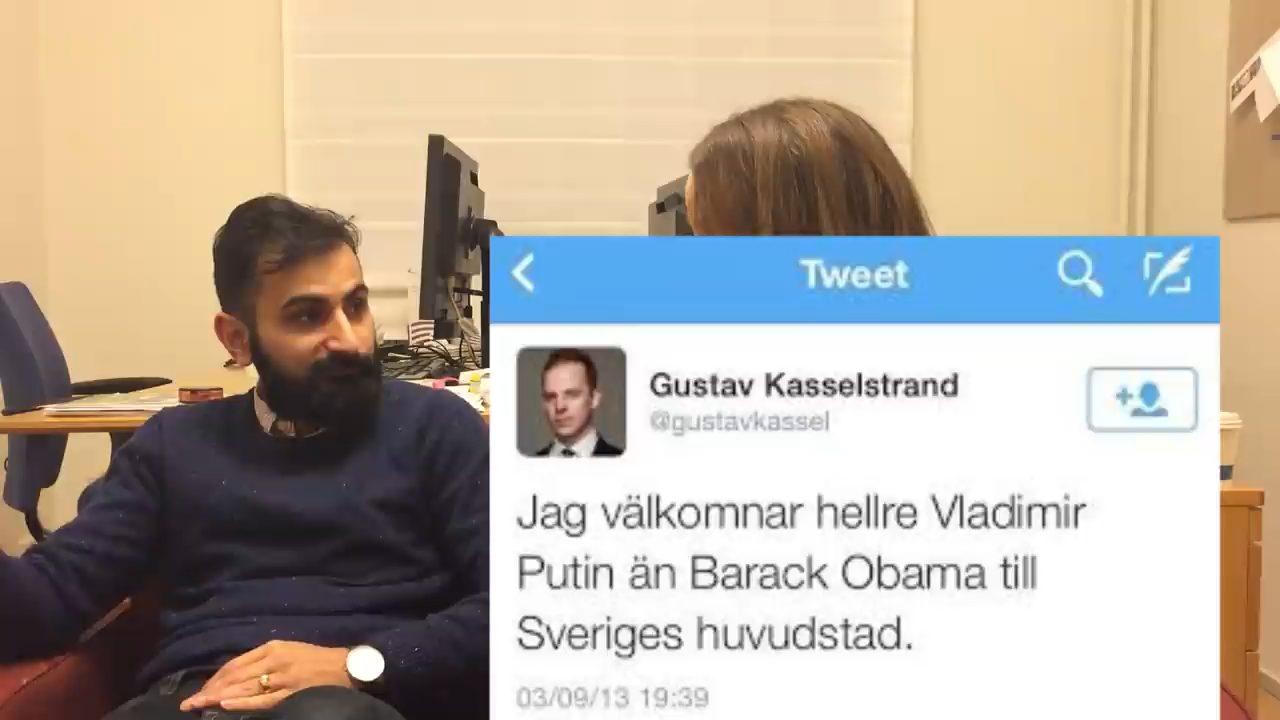 Tweet
Gustav Kasselstrand
@gustavkassel
Jag välkomnar hellre Vladimir
Putin än Barack Obama till
Sveriges huvudstad.
03/09/13 19:39